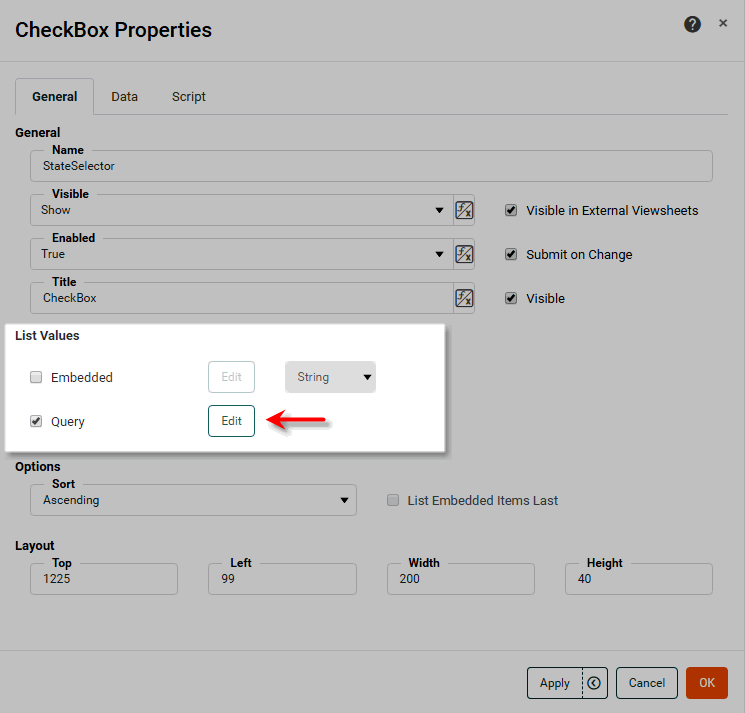 CheckBox Properties ? ×
General Data Script
General
Name
StateSelector
Visible
Show
Visible in External Viewsheets
Enabled
True
Submit on Change
Title
CheckBox
Visible
List Values
Embedded Edit String
Query Edit
Options
Sort
Ascending
List Embedded Items Last
Layout
Top Left Width Height
1225 99 200 40
Apply Cancel OK